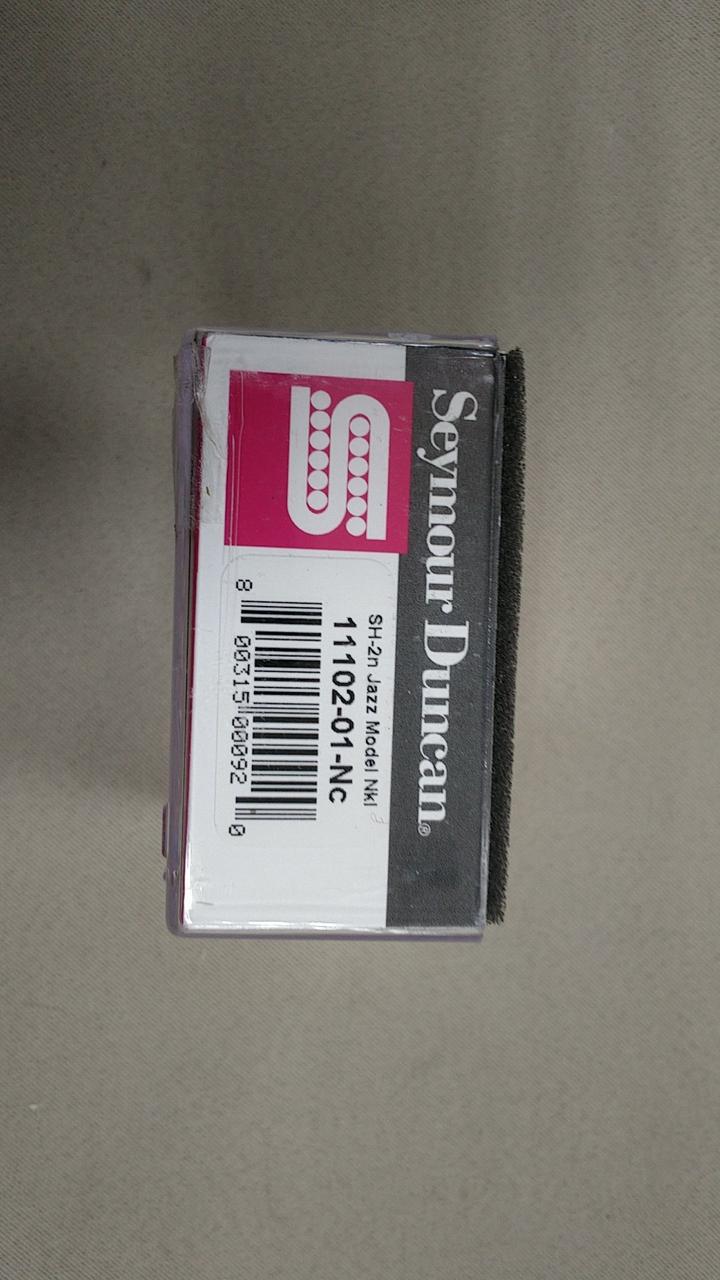 Seymour Duncan®
SH-2n Jazz Model Nkl
11102-01-Nc
8 00315 00092 0